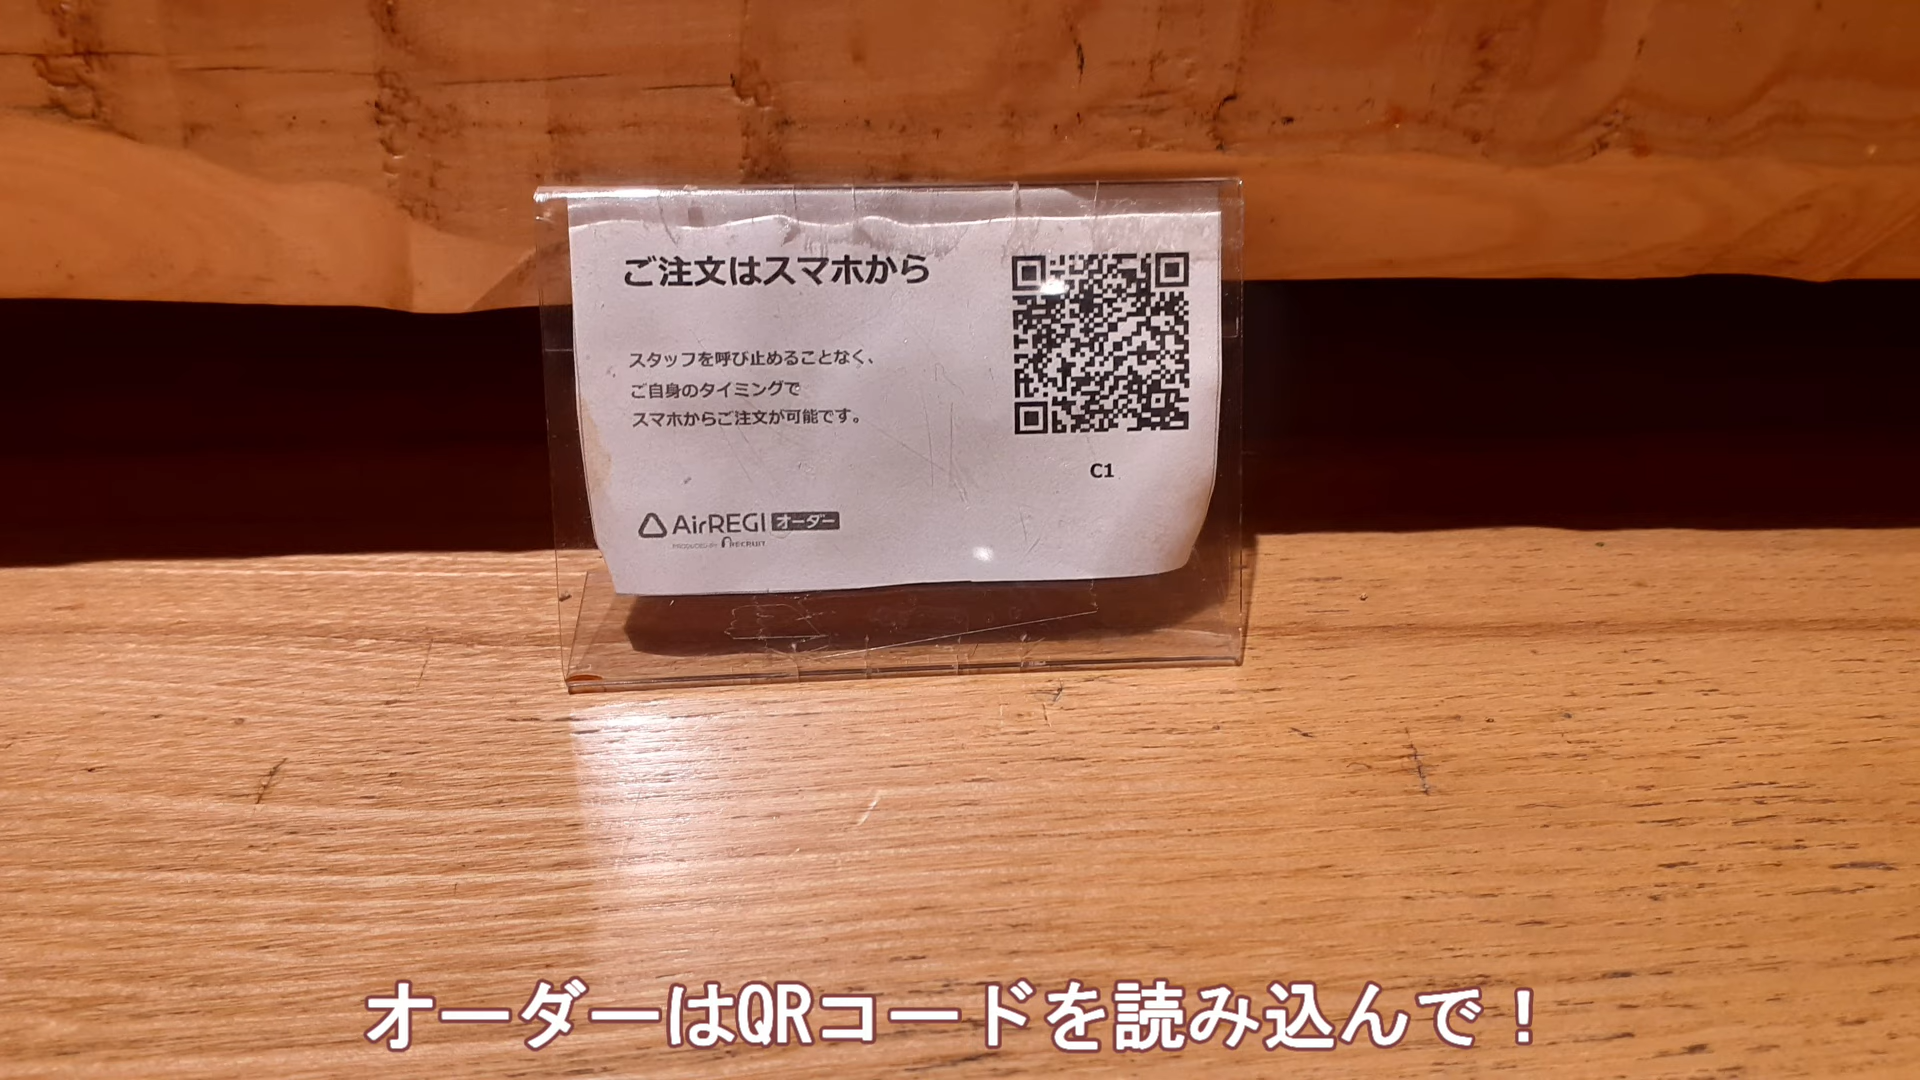 ご注文はスマホから
スタッフを呼び止めることなく、
ご自身のタイミングで
スマホからご注文が可能です。
C1
AirREGI オーダー
PRODUCED BY RECRUIT
オーダーはQRコードを読み込んで！